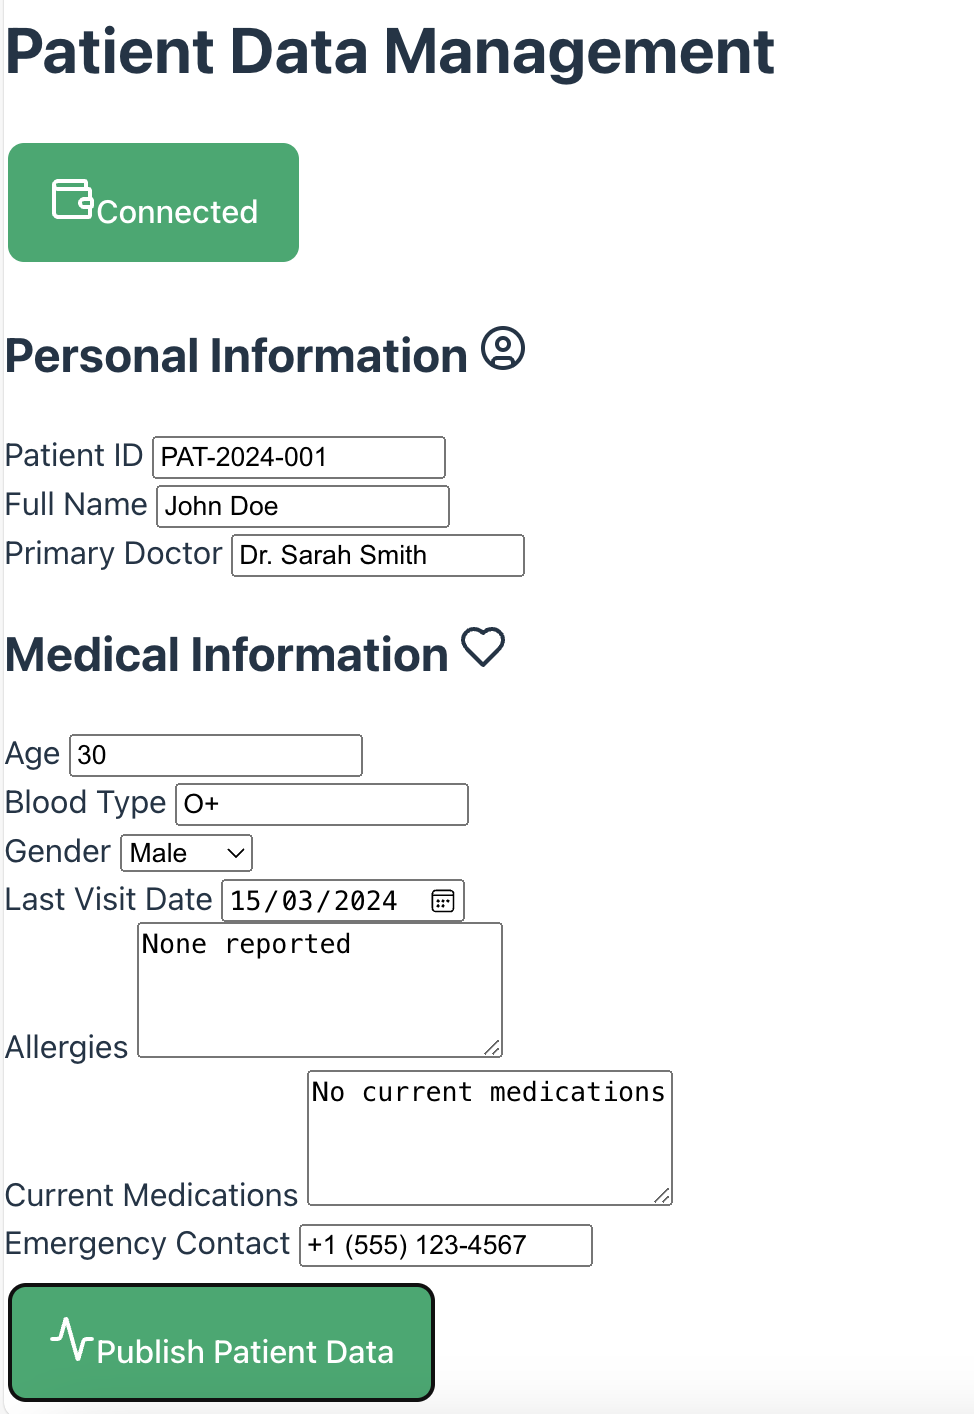 Patient Data Management
Connected
Personal Information
Patient ID PAT-2024-001
Full Name John Doe
Primary Doctor Dr. Sarah Smith
Medical Information
Age 30
Blood Type O+
Gender Male
Last Visit Date 15/03/2024
Allergies None reported
Current Medications No current medications
Emergency Contact +1 (555) 123-4567
Publish Patient Data